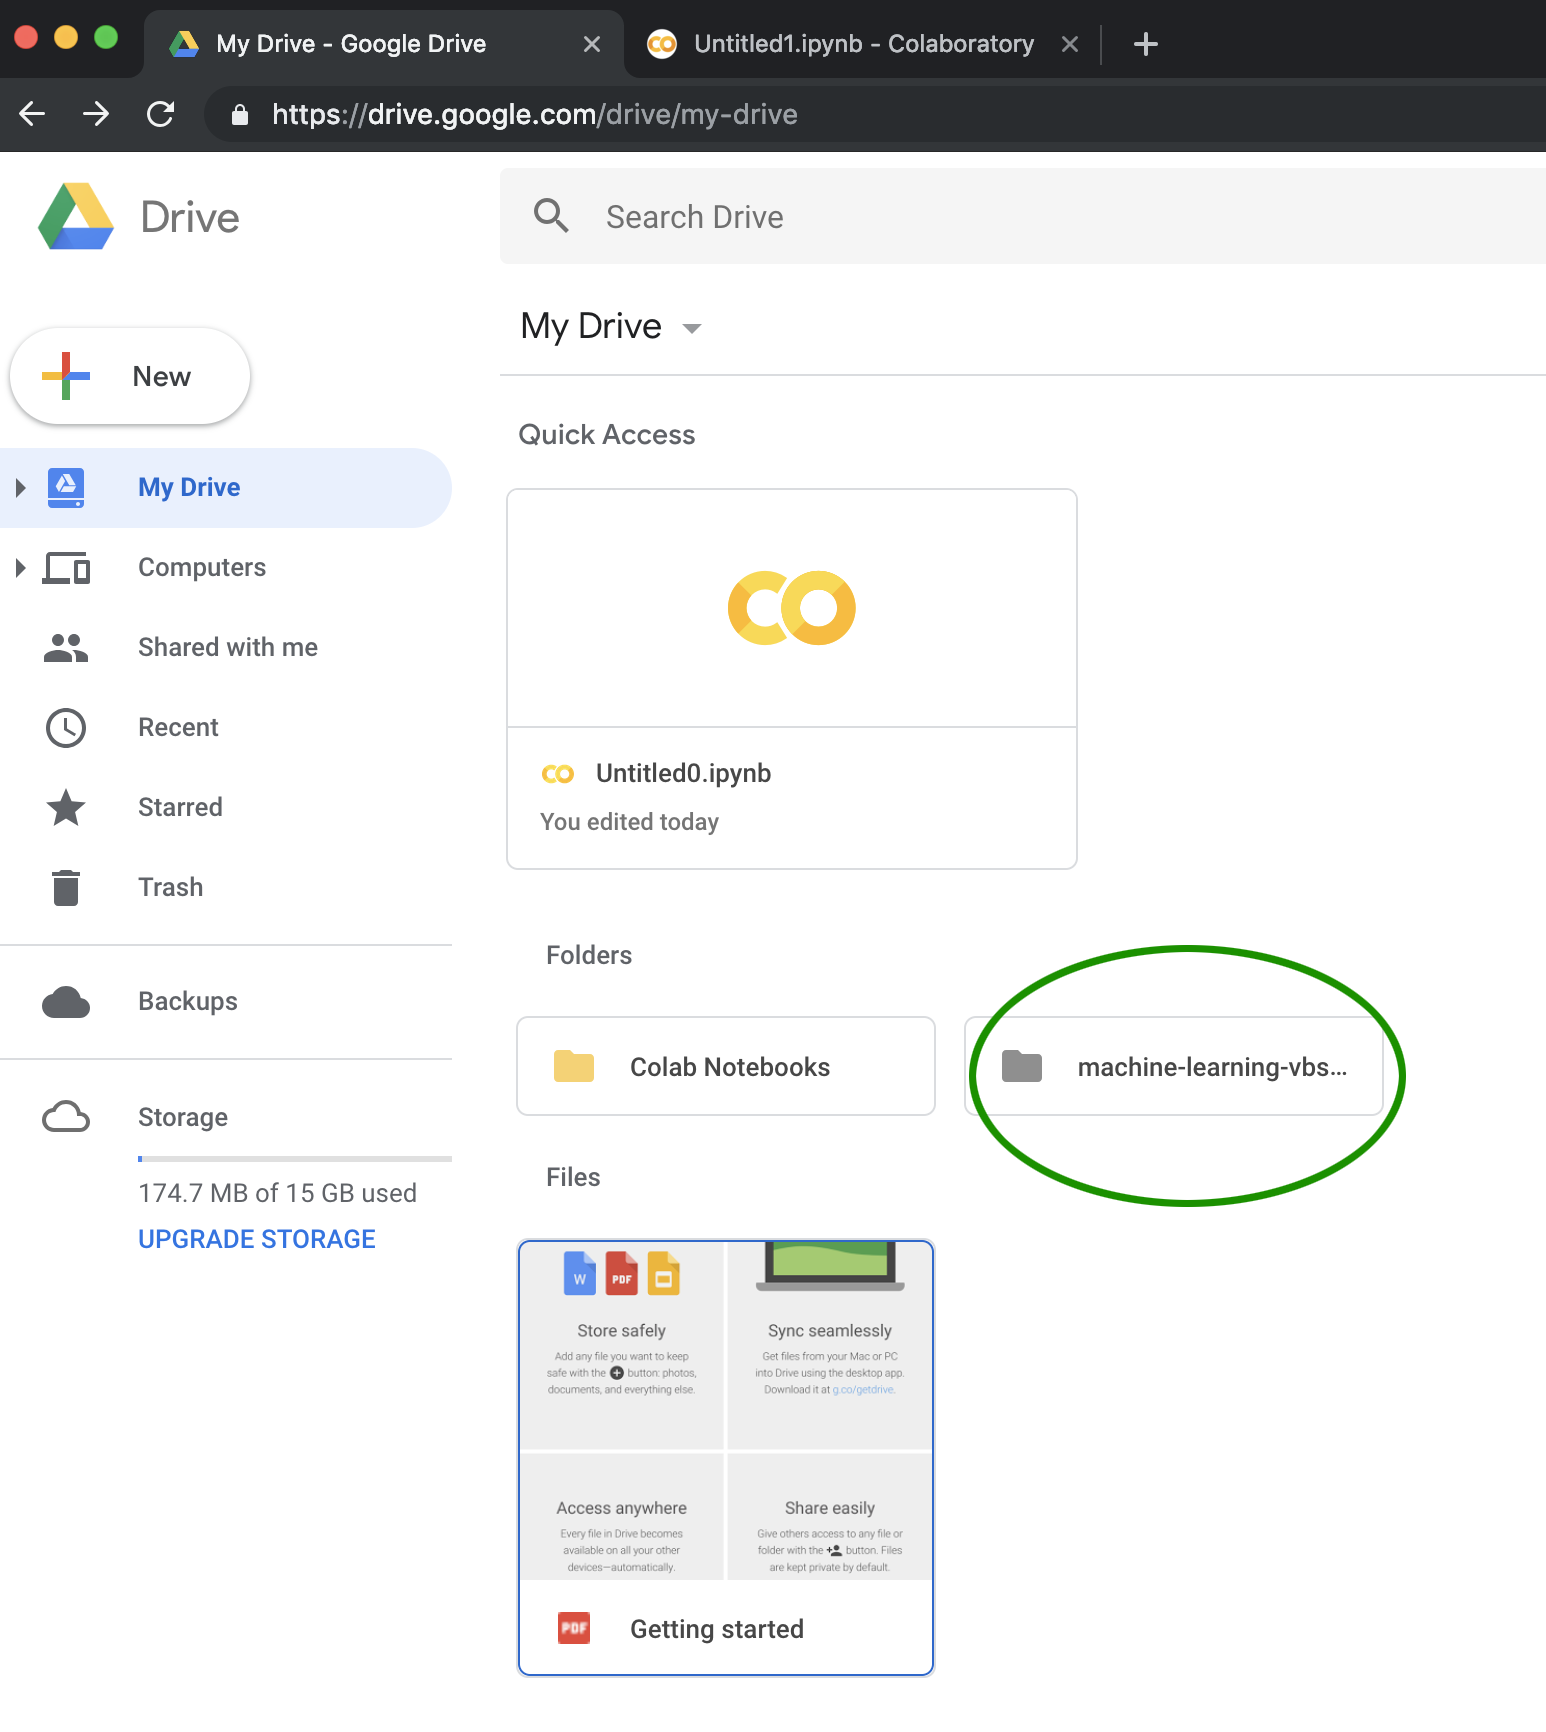 My Drive - Google Drive
Untitled1.ipynb - Colaboratory
https://drive.google.com/drive/my-drive
Drive
Search Drive
My Drive
New
Quick Access
My Drive
Computers
Shared with me
Recent
Starred
Trash
Backups
Storage
174.7 MB of 15 GB used
UPGRADE STORAGE
Untitled0.ipynb
You edited today
Folders
Colab Notebooks
machine-learning-vbs...
Files
W
PDF
Store safely
Add any file you want to keep
safe with the button: photos,
documents, and everything else.
Sync seamlessly
Get files from your Mac or PC
into Drive using the desktop app.
Download it at g.co/getdrive.
Access anywhere
Every file in Drive becomes
available on all your other
devices—automatically.
Share easily
Give others access to any file or
folder with the button. Files
are kept private by default.
PDF
Getting started